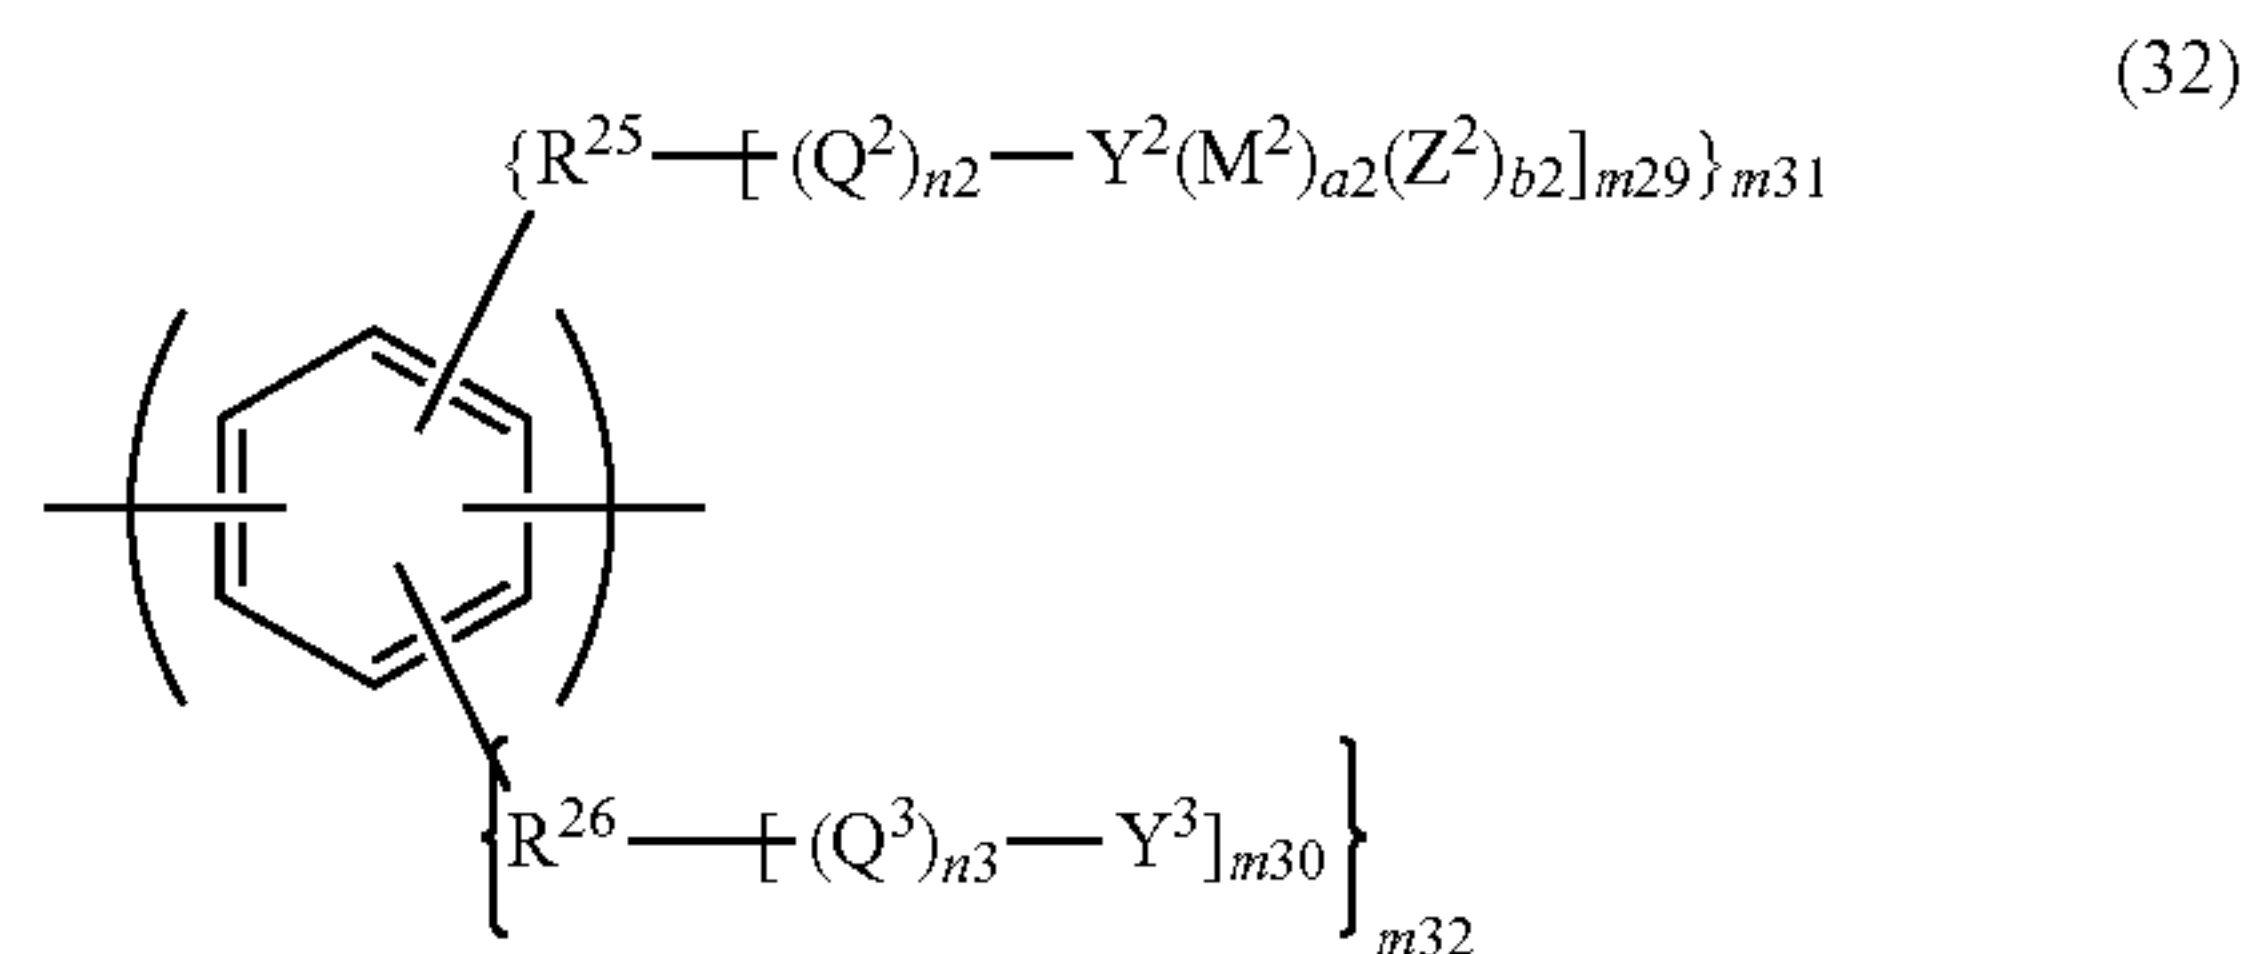 (32)
{R²⁵—[(Q²)ₙ₂—Y²(M²)ₐ₂(Z²)b2]m29}m31
{R²⁶—[(Q³)ₙ₃—Y³]m30}m32